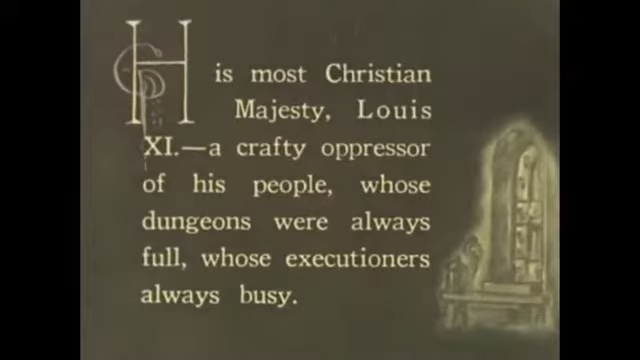 His most Christian
Majesty, Louis
XI.—a crafty oppressor
of his people, whose
dungeons were always
full, whose executioners
always busy.